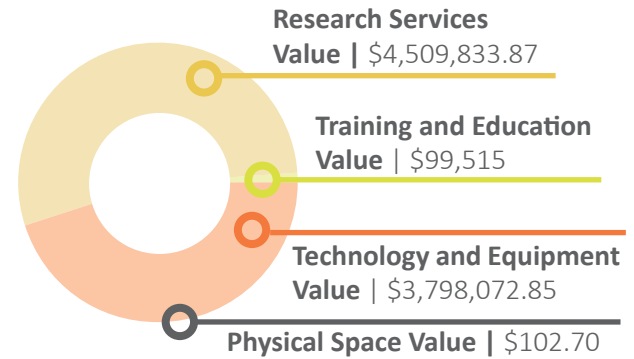 Research Services
Value | $4,509,833.87
Training and Education
Value | $99,515
Technology and Equipment
Value | $3,798,072.85
Physical Space Value | $102.70